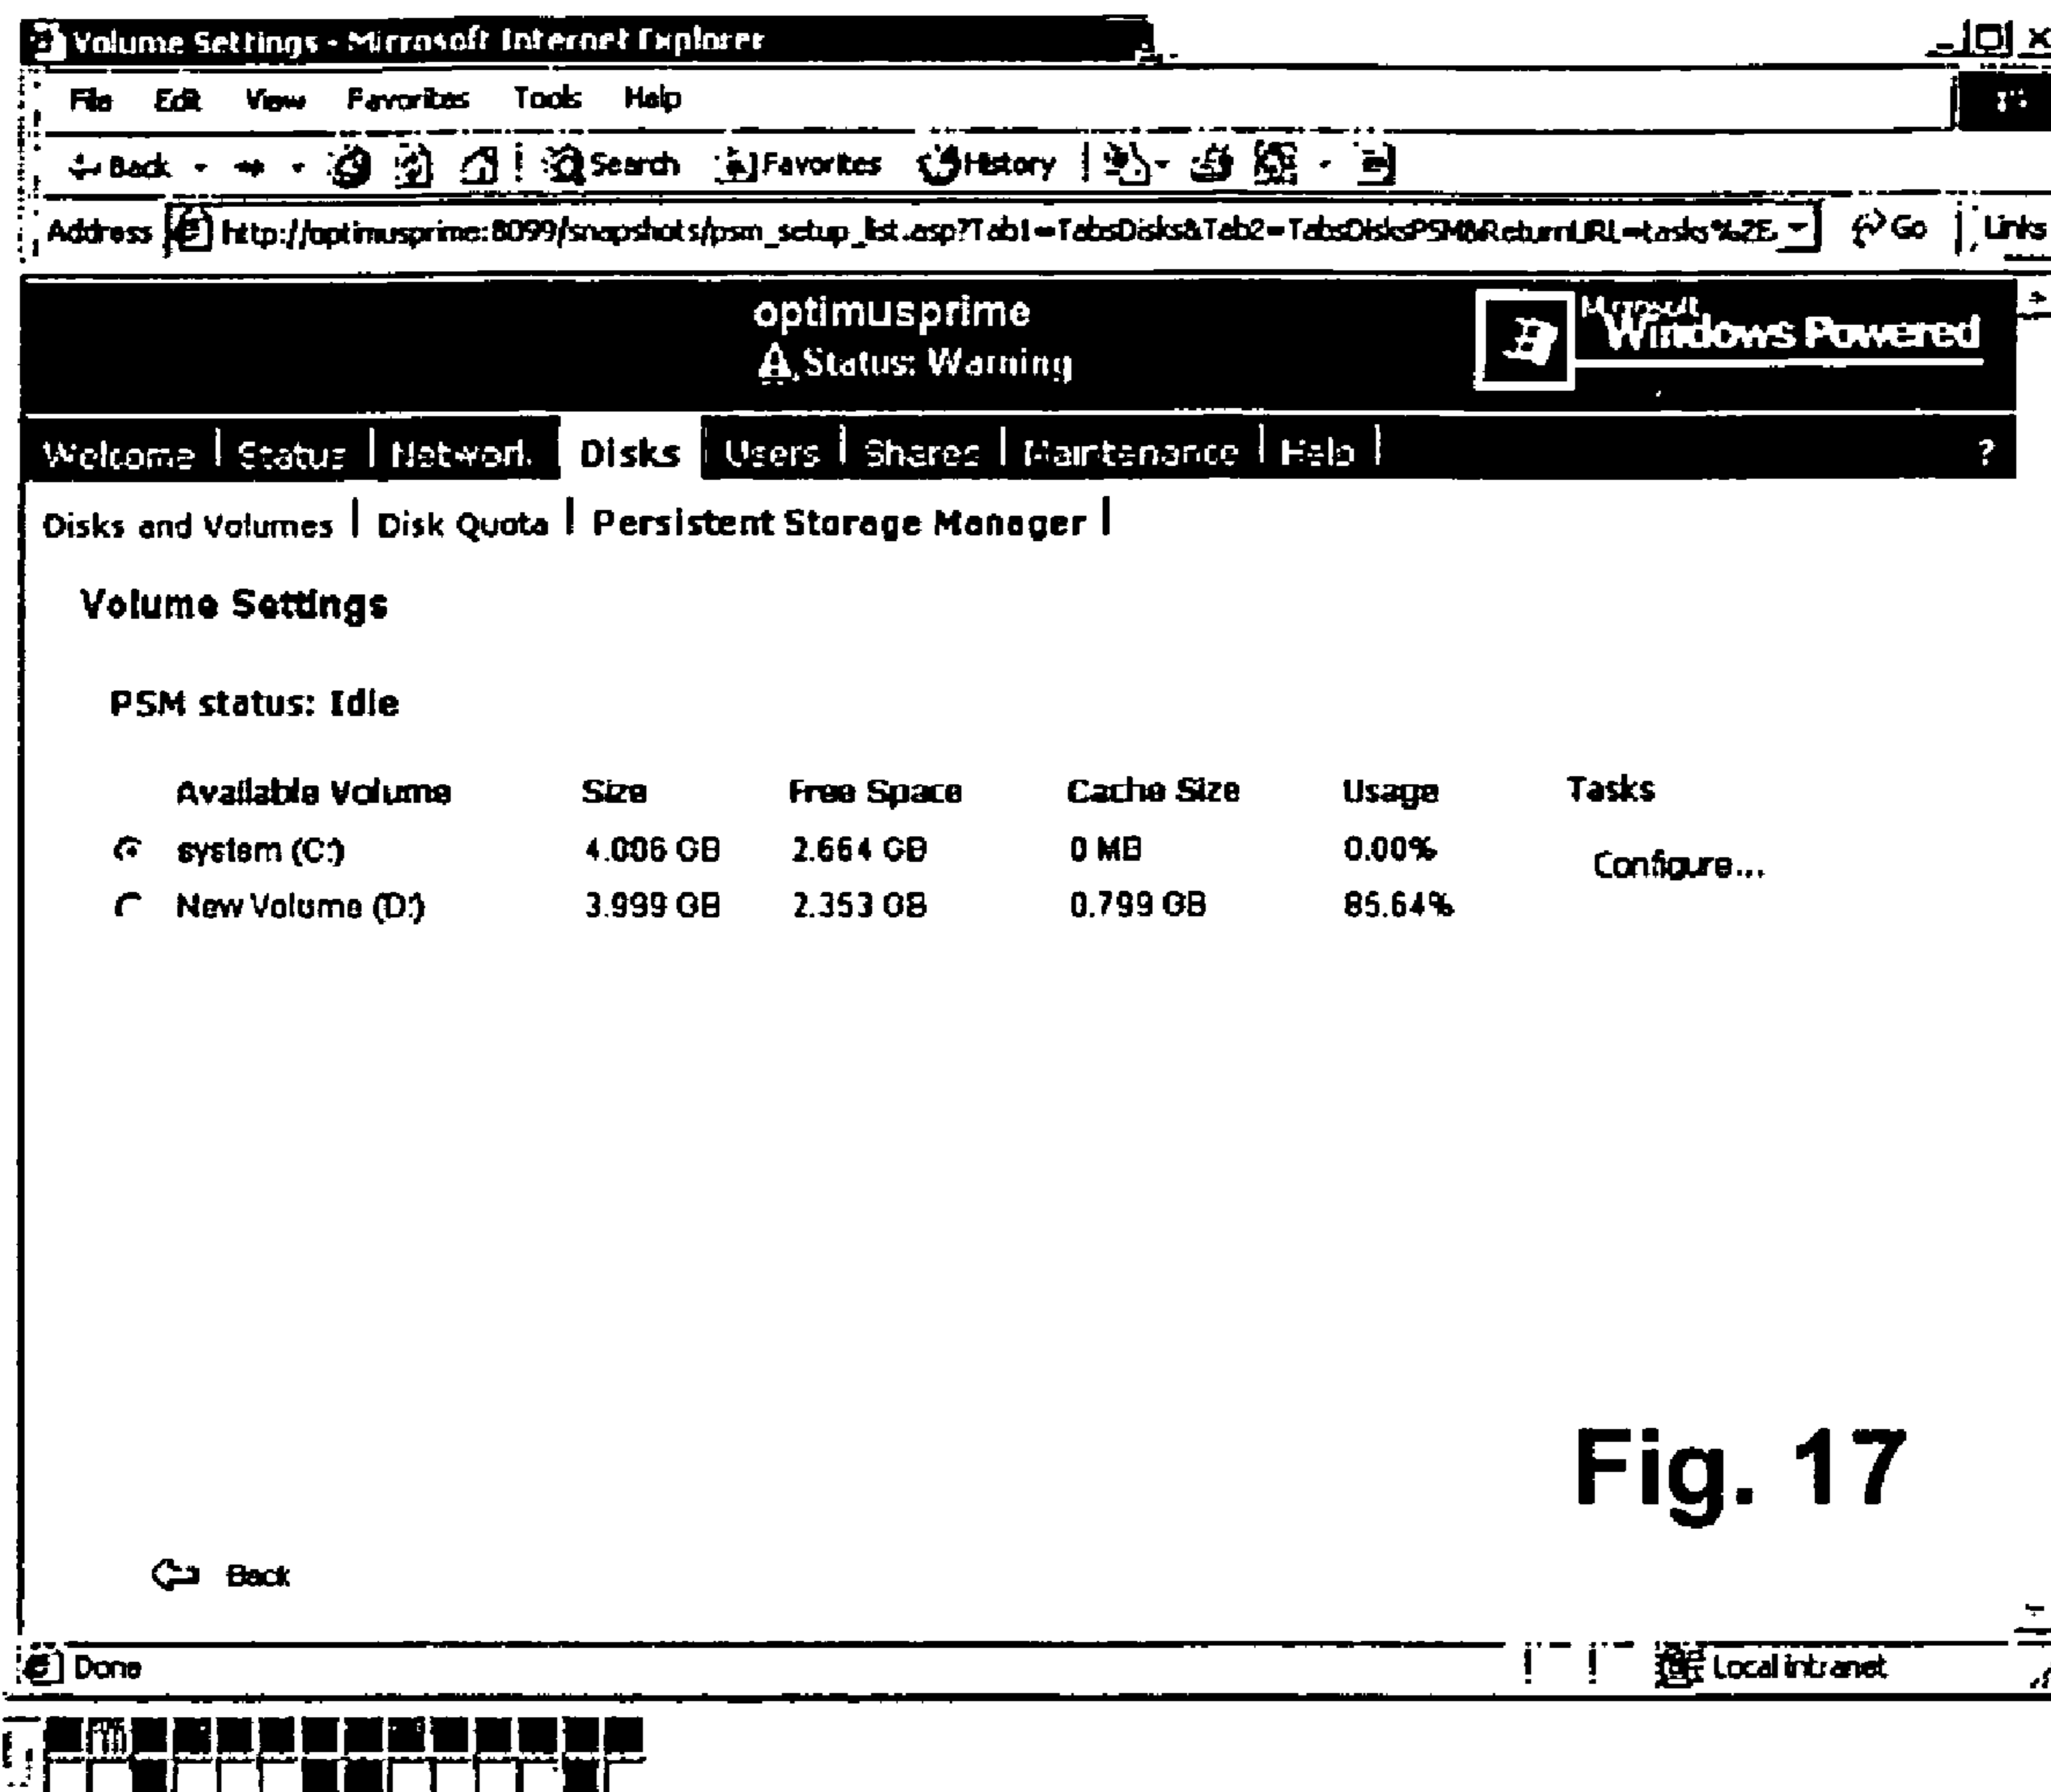 Volume Settings - Microsoft Internet Explorer
File Edit View Favorites Tools Help
Back Search Favorites History
Address http://optimusprime:8099/snapshots/psm_setup_list.asp?Tab1=TabsDisks&Tab2=TabsDisksPSM&ReturnURL=tasks%2E Go Links
optimusprime
Status: Warning
Microsoft
Windows Powered
Welcome | Status | Network | Disks | Users | Shares | Maintenance | Help | ?
Disks and Volumes | Disk Quota | Persistent Storage Manager |
Volume Settings
PSM status: Idle
Available Volume Size Free Space Cache Size Usage Tasks
system (C:) 4.006 GB 2.664 GB 0 MB 0.00% Configure...
New Volume (D:) 3.999 GB 2.353 GB 0.799 GB 85.64%
Fig. 17
Back
Done Local intranet